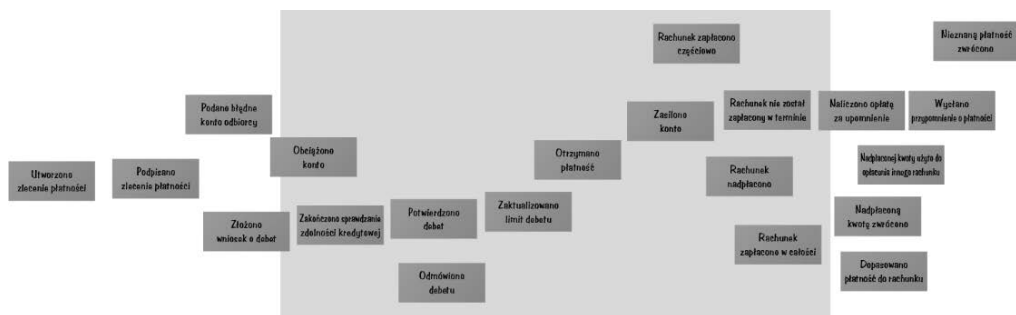 Utworzono
zlecenie płatności
Podpisano
zlecenie płatności
Podano błędne
konto odbiorcy
Złożono
wniosek o debet
Obciążono
konto
Zakończono sprawdzanie
zdolności kredytowej
Potwierdzono
debet
Odmówiono
debetu
Zaktualizowano
limit debetu
Otrzymano
płatność
Zasilono
konto
Rachunek zapłacono
częściowo
Rachunek nie został
zapłacony w terminie
Rachunek
nadpłacono
Rachunek
zapłacono w całości
Naliczono opłatę
za upomnienie
Wysłano
przypomnienie o płatności
Nieznaną płatność
zwrócono
Nadpłaconej kwoty użyto do
opłacenia innego rachunku
Nadpłaconą
kwotę zwrócono
Dopasowano
płatność do rachunku